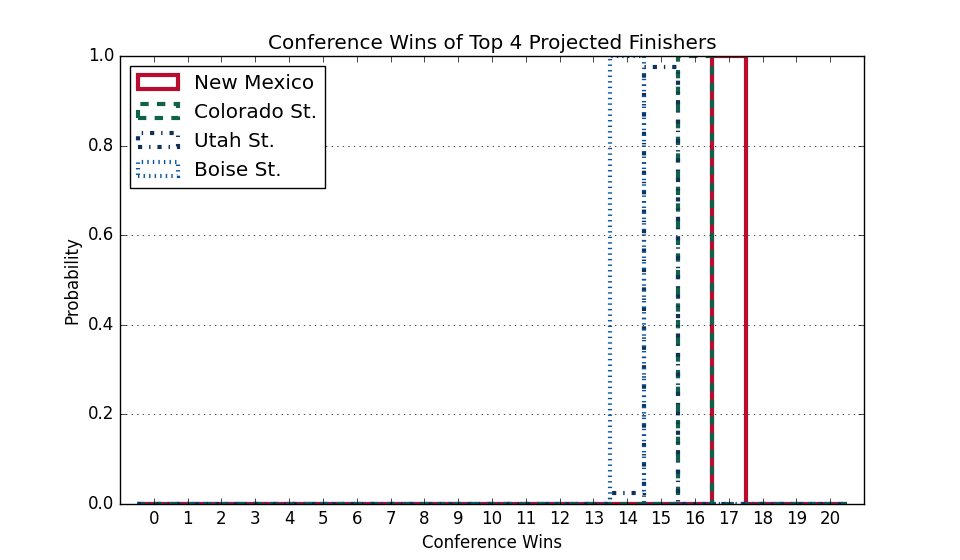 Conference Wins of Top 4 Projected Finishers
1.0
New Mexico
Colorado St.
Utah St.
Boise St.
0.8
0.6
0.4
0.2
0.0
Probability
0 1 2 3 4 5 6 7 8 9 10 11 12 13 14 15 16 17 18 19 20
Conference Wins